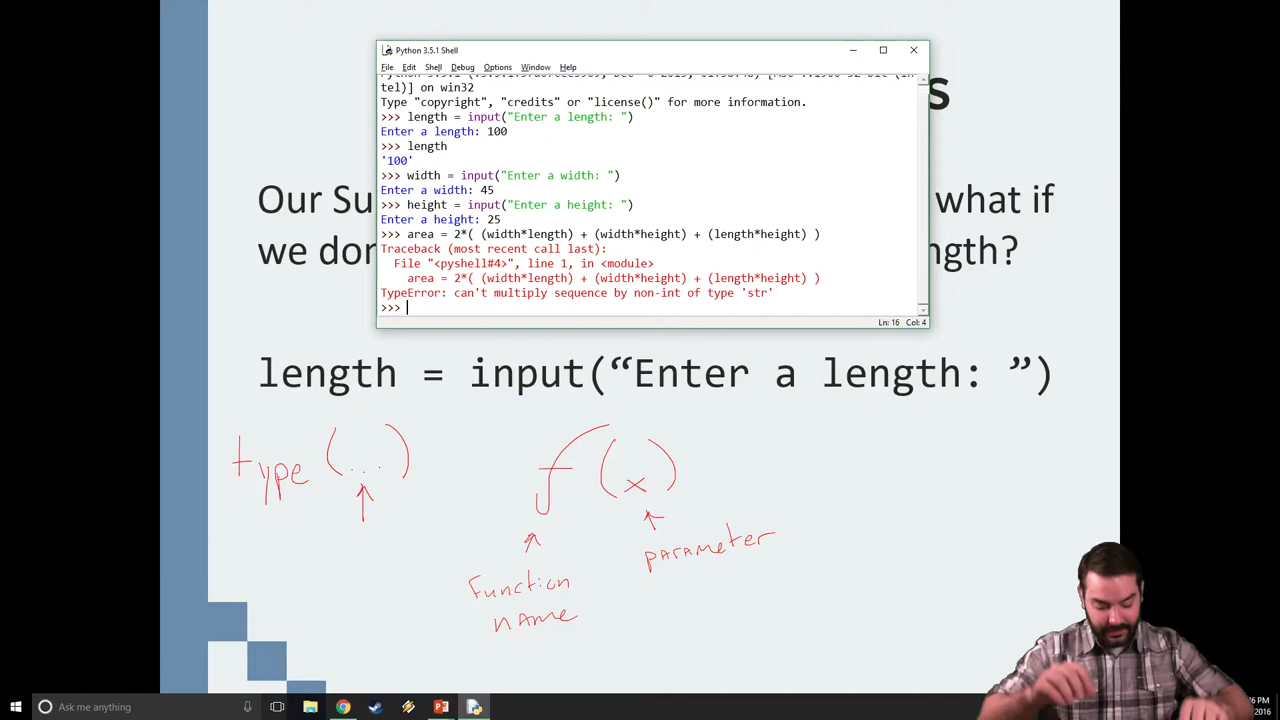 Python 3.5.1 Shell
File Edit Shell Debug Options Window Help
tel)] on win32
Type "copyright", "credits" or "license()" for more information.
>>> length = input("Enter a length: ")
Enter a length: 100
>>> length
'100'
>>> width = input("Enter a width: ")
Enter a width: 45
>>> height = input("Enter a height: ")
Enter a height: 25
>>> area = 2*( (width*length) + (width*height) + (length*height) )
Traceback (most recent call last):
File "<pyshell#4>", line 1, in <module>
area = 2*( (width*length) + (width*height) + (length*height) )
TypeError: can't multiply sequence by non-int of type 'str'
>>>
Ln: 16 Col: 4
s
Our Su what if
we don ngth?
length = input(“Enter a length: ”)
type (...)
f (x)
parameter
Function
name
Ask me anything
6 PM
2016